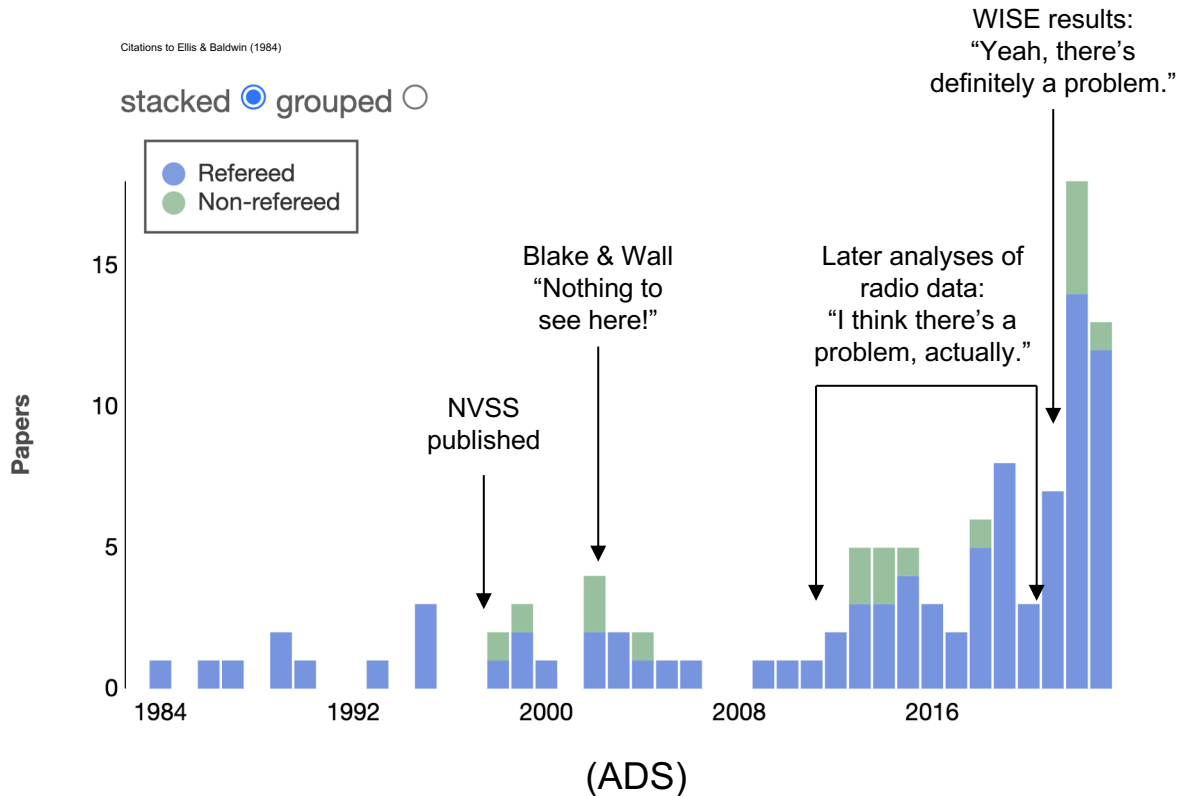 Citations to Ellis & Baldwin (1984)
stacked grouped
Refereed
Non-refereed
WISE results:
“Yeah, there’s
definitely a problem.”
Blake & Wall
“Nothing to
see here!”
Later analyses of
radio data:
“I think there’s a
problem, actually.”
NVSS
published
Papers
15
10
5
0
1984 1992 2000 2008 2016
(ADS)